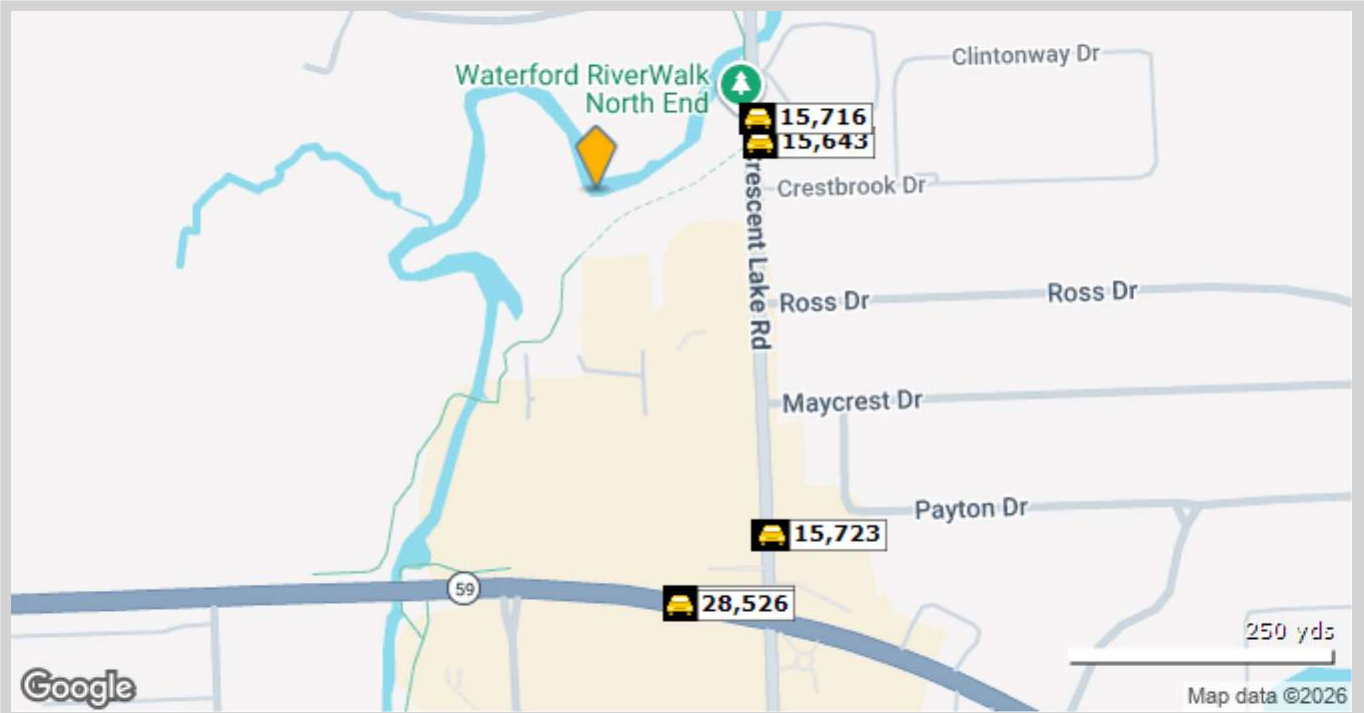 Clintonway Dr
Waterford RiverWalk
North End
15,716
15,643
Crestbrook Dr
rescent Lake Rd
Ross Dr
Ross Dr
Maycrest Dr
Payton Dr
15,723
59
28,526
250 yds
Google
Map data ©2026